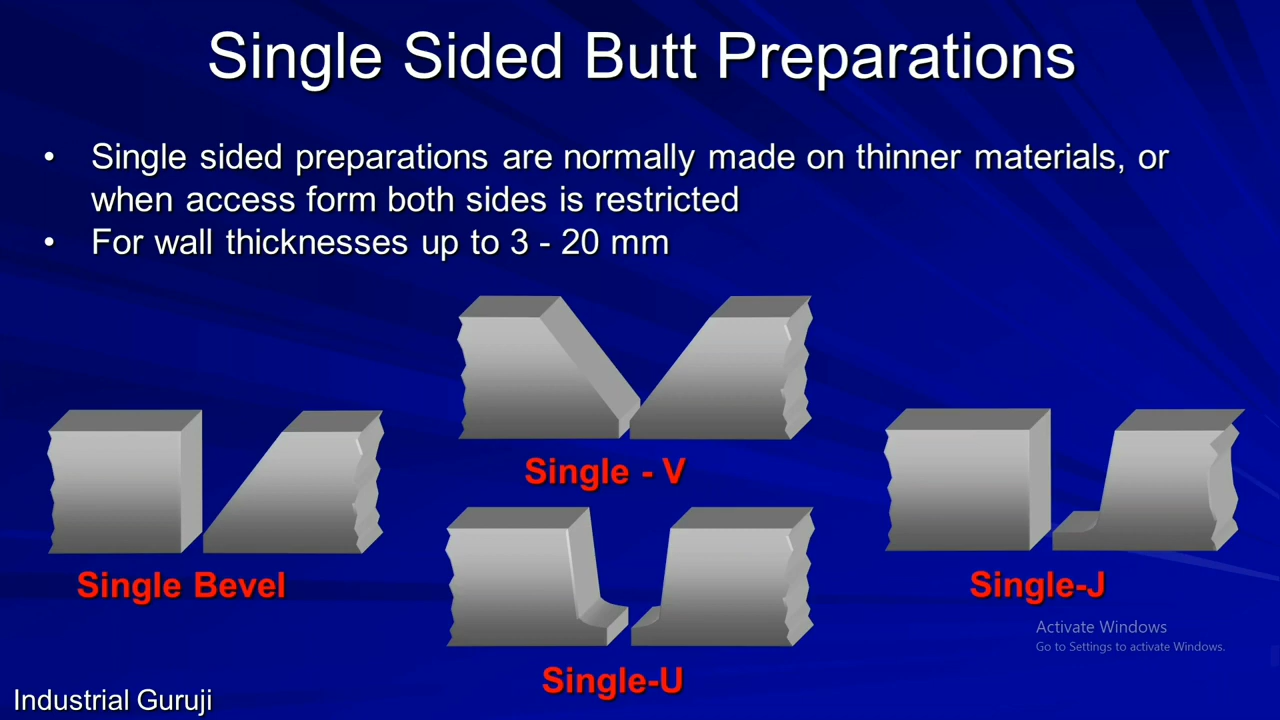 Single Sided Butt Preparations
• Single sided preparations are normally made on thinner materials, or
when access form both sides is restricted
• For wall thicknesses up to 3 - 20 mm
Single - V
Single Bevel
Single-J
Single-U
Activate Windows
Go to Settings to activate Windows.
Industrial Guruji